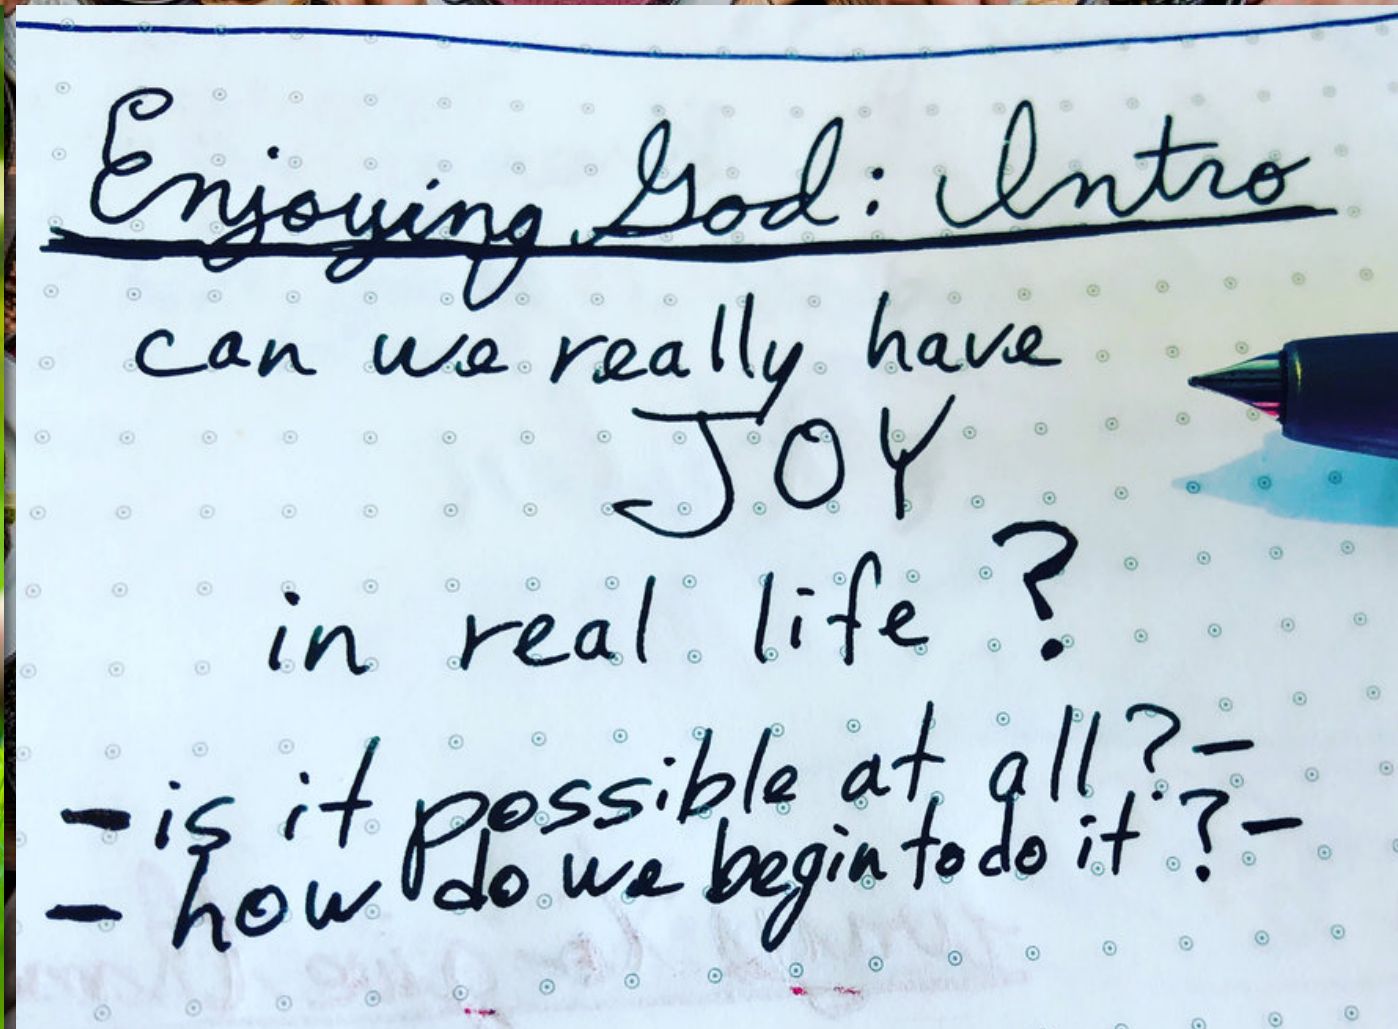 Enjoying God: Intro
can we really have
JOY
in real life?
- is it possible at all? -
- how do we begin to do it? -